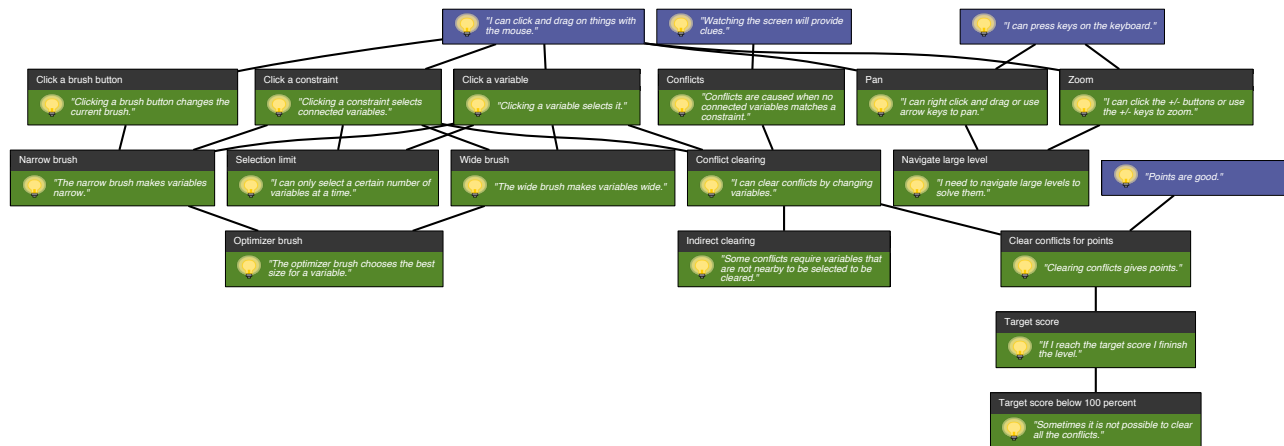 "I can click and drag on things with
the mouse."
"Watching the screen will provide
clues."
"I can press keys on the keyboard."
Click a brush button
"Clicking a brush button changes the
current brush."
Click a constraint
"Clicking a constraint selects
connected variables."
Click a variable
"Clicking a variable selects it."
Conflicts
"Conflicts are caused when no
connected variables matches a
constraint."
Pan
"I can right click and drag or use
arrow keys to pan."
Zoom
"I can click the +/- buttons or use
the +/- keys to zoom."
Narrow brush
"The narrow brush makes variables
narrow."
Selection limit
"I can only select a certain number of
variables at a time."
Wide brush
"The wide brush makes variables wide."
Conflict clearing
"I can clear conflicts by changing
variables."
Navigate large level
"I need to navigate large levels to
solve them."
"Points are good."
Optimizer brush
"The optimizer brush chooses the best
size for a variable."
Indirect clearing
"Some conflicts require variables that
are not nearby to be selected to be
cleared."
Clear conflicts for points
"Clearing conflicts gives points."
Target score
"If I reach the target score I fininsh
the level."
Target score below 100 percent
"Sometimes it is not possible to clear
all the conflicts."